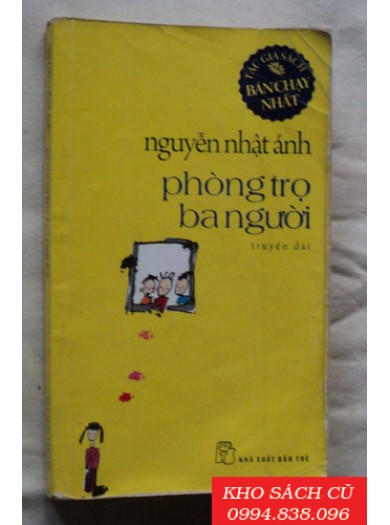 TÁC GIẢ SÁCH
BÁN CHẠY
NHẤT
nguyễn nhật ánh
phòng trọ
ba người
truyện dài
NHÀ XUẤT BẢN TRẺ
KHO SÁCH CŨ
0994.838.096